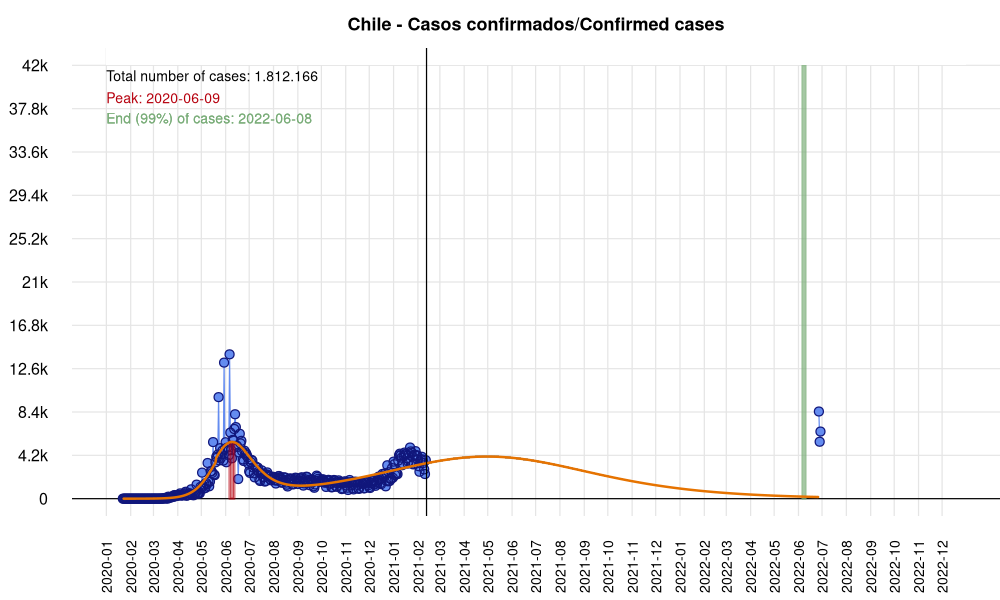 Chile - Casos confirmados/Confirmed cases
Total number of cases: 1.812.166
Peak: 2020-06-09
End (99%) of cases: 2022-06-08
42k
37.8k
33.6k
29.4k
25.2k
21k
16.8k
12.6k
8.4k
4.2k
0
2020-01
2020-02
2020-03
2020-04
2020-05
2020-06
2020-07
2020-08
2020-09
2020-10
2020-11
2020-12
2021-01
2021-02
2021-03
2021-04
2021-05
2021-06
2021-07
2021-08
2021-09
2021-10
2021-11
2021-12
2022-01
2022-02
2022-03
2022-04
2022-05
2022-06
2022-07
2022-08
2022-09
2022-10
2022-11
2022-12